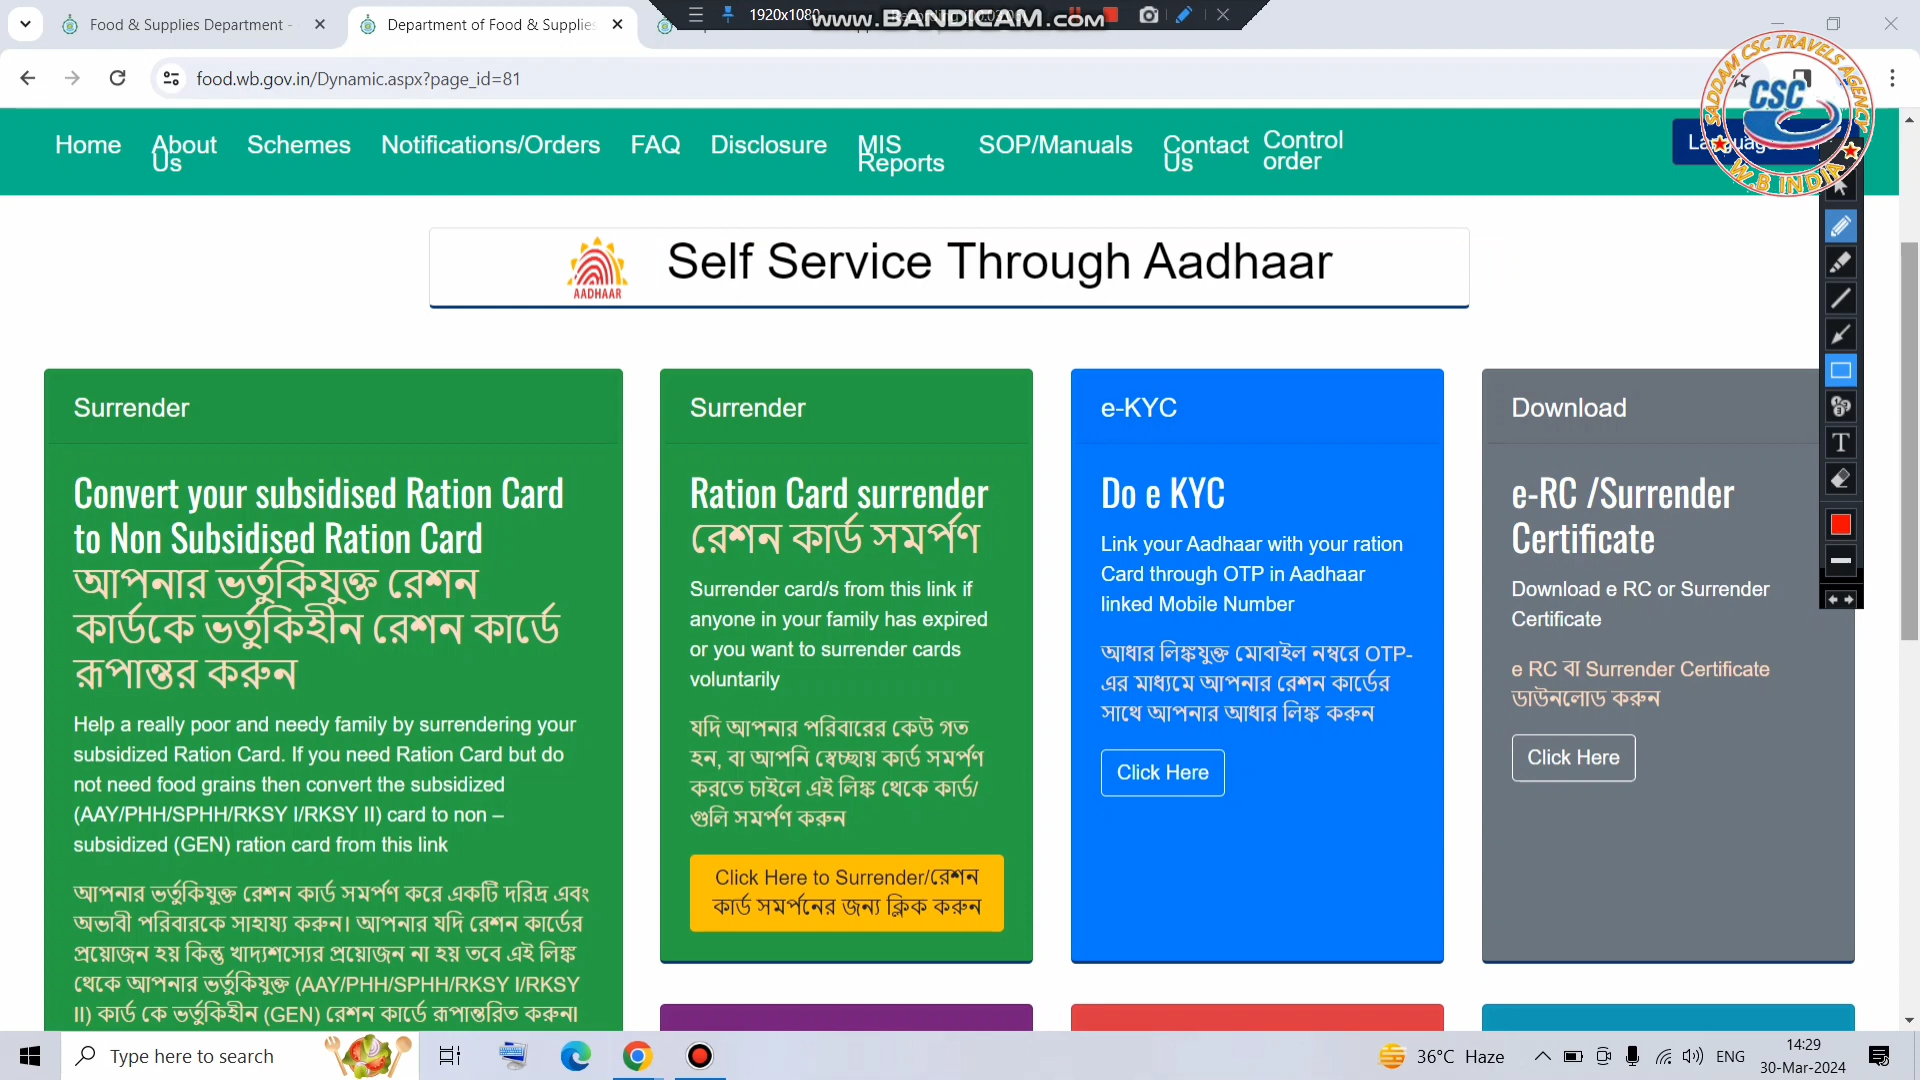 Food & Supplies Department -
Department of Food & Supplies
1920x1080
www.BANDICAM.com
food.wb.gov.in/Dynamic.aspx?page_id=81
SADDAM CSC TRAVELS AGENCY
CSC
W.B INDIA
Home
About Us
Schemes
Notifications/Orders
FAQ
Disclosure
MIS Reports
SOP/Manuals
Contact Us
Control order
AADHAAR
Self Service Through Aadhaar
Surrender
Convert your subsidised Ration Card
to Non Subsidised Ration Card
আপনার ভর্তুকিযুক্ত রেশন
কার্ডকে ভর্তুকিহীন রেশন কার্ডে
রূপান্তর করুন
Help a really poor and needy family by surrendering your
subsidized Ration Card. If you need Ration Card but do
not need food grains then convert the subsidized
(AAY/PHH/SPHH/RKSY I/RKSY II) card to non –
subsidized (GEN) ration card from this link
আপনার ভর্তুকিযুক্ত রেশন কার্ড সমর্পণ করে একটি দরিদ্র এবং
অভাবী পরিবারকে সাহায্য করুন। আপনার যদি রেশন কার্ডের
প্রয়োজন হয় কিন্তু খাদ্যশস্যের প্রয়োজন না হয় তবে এই লিঙ্ক
থেকে আপনার ভর্তুকিযুক্ত (AAY/PHH/SPHH/RKSY I/RKSY
II) কার্ড কে ভর্তুকিহীন (GEN) রেশন কার্ডে রূপান্তরিত করুন।
Surrender
Ration Card surrender
রেশন কার্ড সমর্পণ
Surrender card/s from this link if
anyone in your family has expired
or you want to surrender cards
voluntarily
যদি আপনার পরিবারের কেউ গত
হন, বা আপনি স্বেচ্ছায় কার্ড সমর্পণ
করতে চাইলে এই লিঙ্ক থেকে কার্ড/
গুলি সমর্পণ করুন
Click Here to Surrender/রেশন
কার্ড সমর্পনের জন্য ক্লিক করুন
e-KYC
Do e KYC
Link your Aadhaar with your ration
Card through OTP in Aadhaar
linked Mobile Number
আধার লিঙ্কযুক্ত মোবাইল নম্বরে OTP-
এর মাধ্যমে আপনার রেশন কার্ডের
সাথে আপনার আধার লিঙ্ক করুন
Click Here
Download
e-RC /Surrender
Certificate
Download e RC or Surrender
Certificate
e RC বা Surrender Certificate
ডাউনলোড করুন
Click Here
T
Type here to search
36°C Haze
ENG
14:29
30-Mar-2024